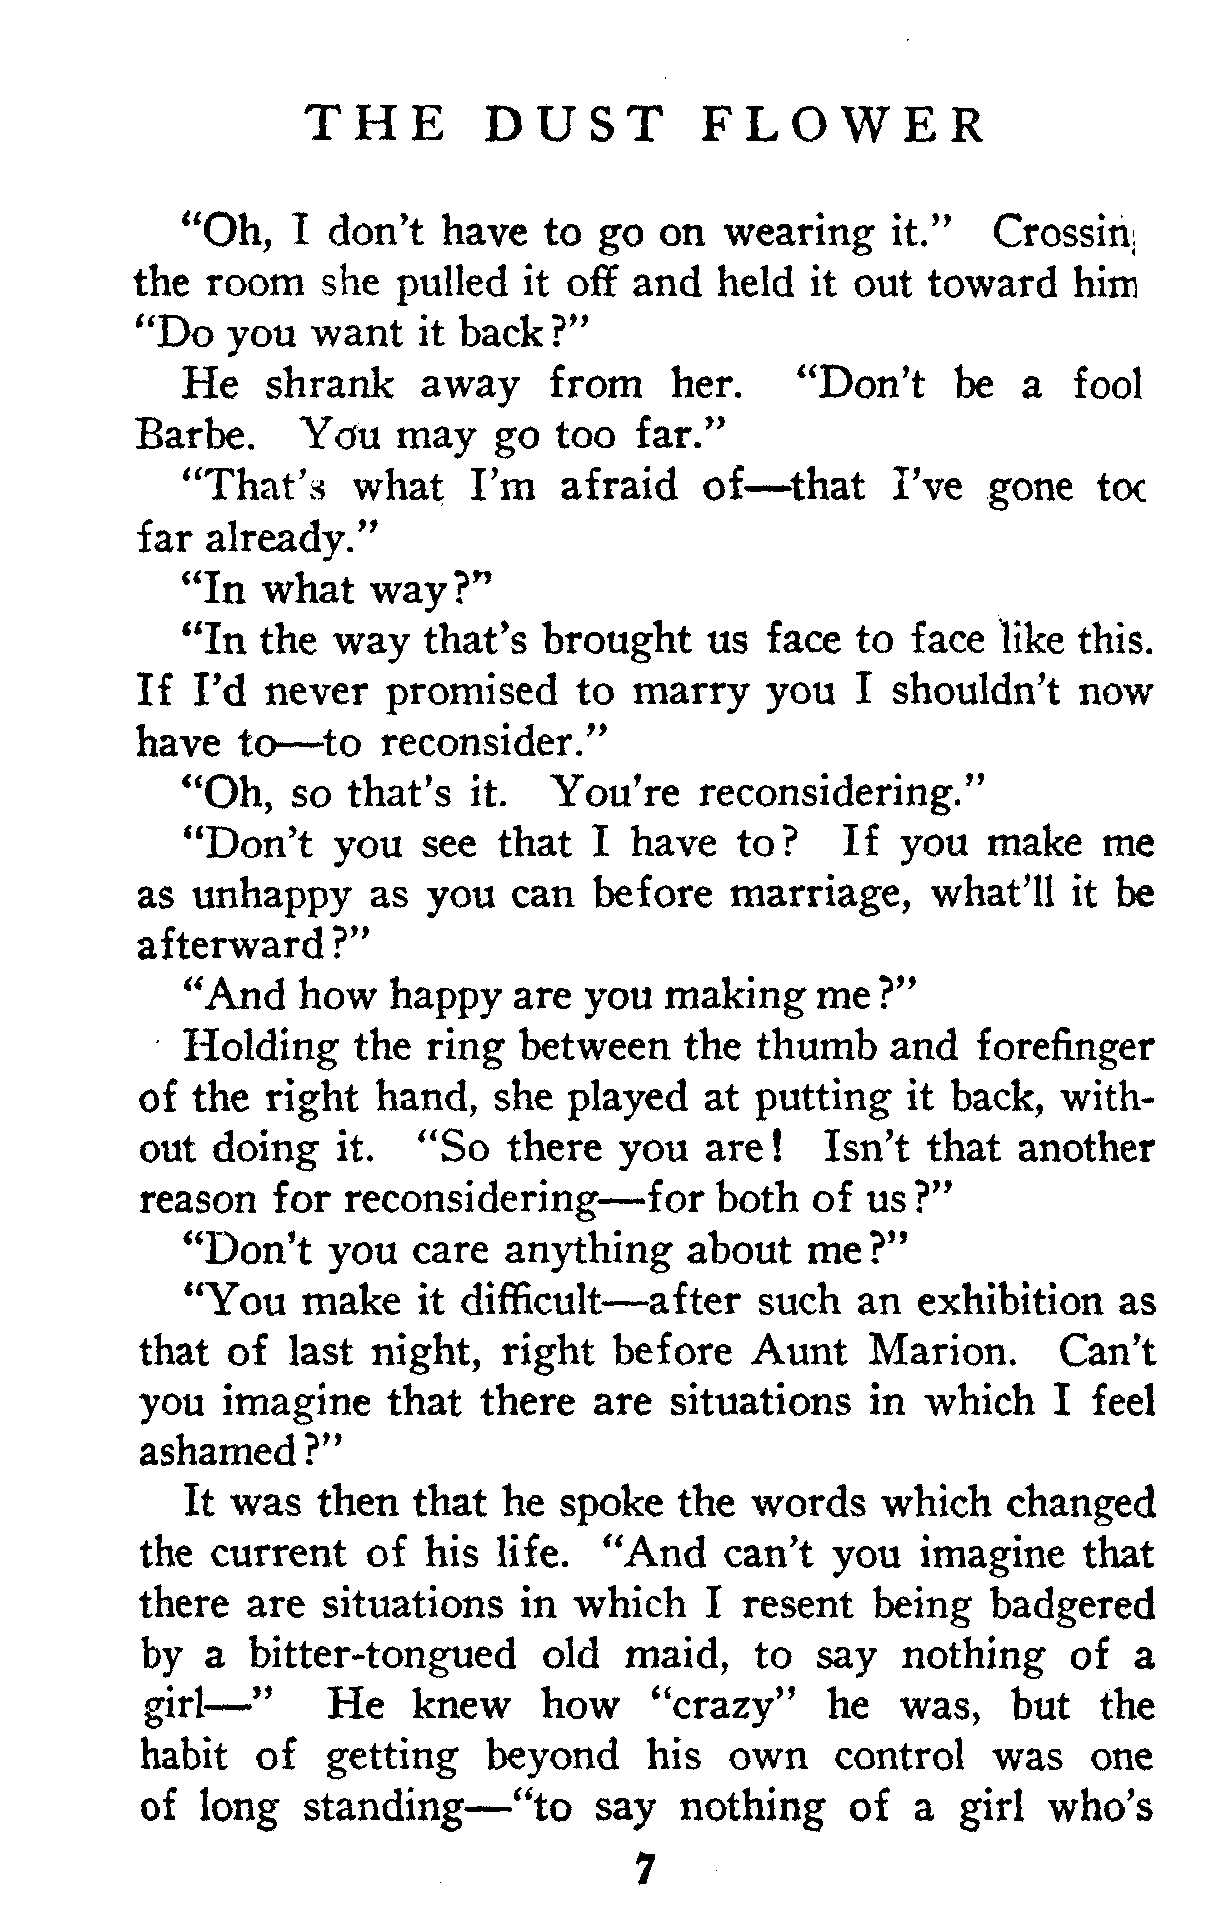 THE DUST FLOWER
“Oh, I don't have to go on wearing it.” Crossing
the room she pulled it off and held it out toward him
“Do you want it back?”
He shrank away from her. “Don't be a fool
Barbe. You may go too far.”
“That's what I'm afraid of—that I've gone too
far already.”
“In what way?”
“In the way that's brought us face to face like this.
If I'd never promised to marry you I shouldn't now
have to—to reconsider.”
“Oh, so that's it. You're reconsidering.”
“Don't you see that I have to? If you make me
as unhappy as you can before marriage, what'll it be
afterward?”
“And how happy are you making me?”
Holding the ring between the thumb and forefinger
of the right hand, she played at putting it back, with-
out doing it. “So there you are! Isn't that another
reason for reconsidering—for both of us?”
“Don't you care anything about me?”
“You make it difficult—after such an exhibition as
that of last night, right before Aunt Marion. Can't
you imagine that there are situations in which I feel
ashamed?”
It was then that he spoke the words which changed
the current of his life. “And can't you imagine that
there are situations in which I resent being badgered
by a bitter-tongued old maid, to say nothing of a
girl—” He knew how “crazy” he was, but the
habit of getting beyond his own control was one
of long standing—“to say nothing of a girl who's
7